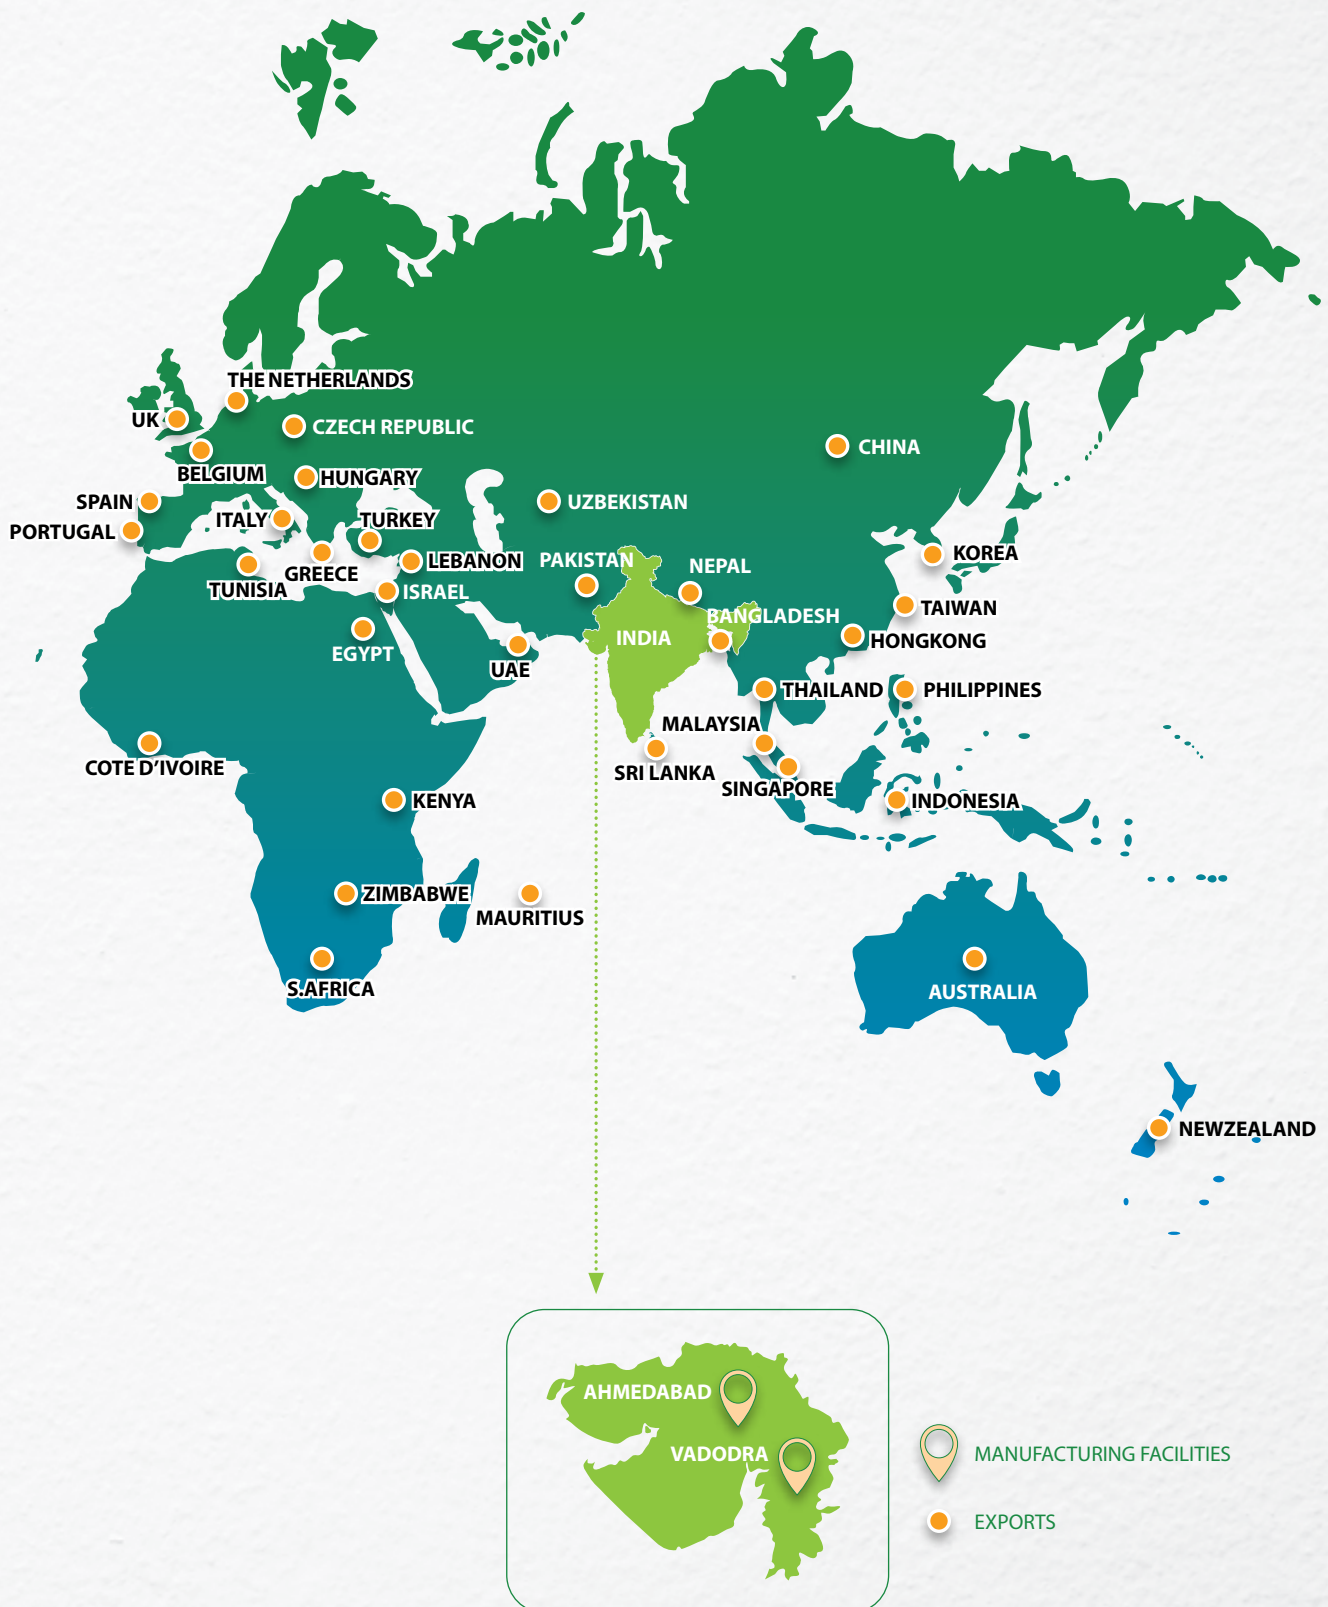 THE NETHERLANDS
UK
CZECH REPUBLIC
CHINA
BELGIUM
HUNGARY
SPAIN
UZBEKISTAN
ITALY
TURKEY
PORTUGAL
KOREA
LEBANON
PAKISTAN
NEPAL
GREECE
TUNISIA
ISRAEL
TAIWAN
BANGLADESH
INDIA
HONGKONG
EGYPT
UAE
THAILAND
PHILIPPINES
MALAYSIA
COTE D'IVOIRE
SRI LANKA
SINGAPORE
KENYA
INDONESIA
ZIMBABWE
MAURITIUS
S.AFRICA
AUSTRALIA
NEWZEALAND
AHMEDABAD
VADODRA
MANUFACTURING FACILITIES
EXPORTS